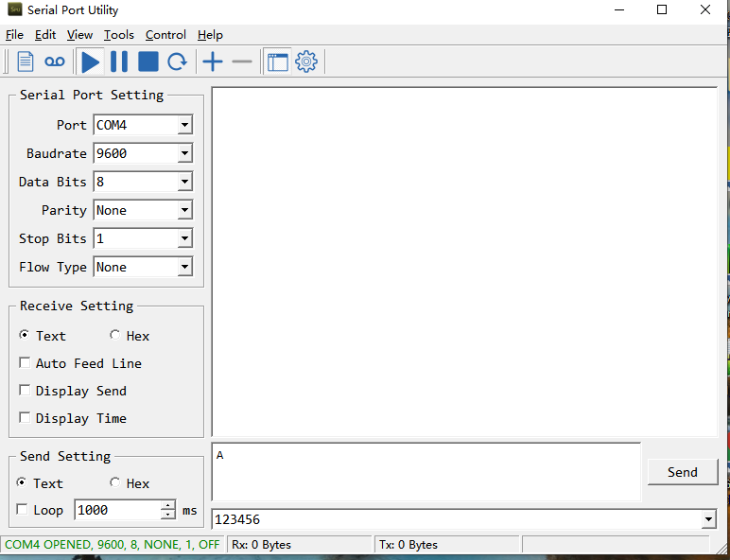 Serial Port Utility
File Edit View Tools Control Help
Serial Port Setting
Port COM4
Baudrate 9600
Data Bits 8
Parity None
Stop Bits 1
Flow Type None
Receive Setting
Text Hex
Auto Feed Line
Display Send
Display Time
Send Setting
Text Hex
Loop 1000 ms
A
Send
123456
COM4 OPENED, 9600, 8, NONE, 1, OFF Rx: 0 Bytes Tx: 0 Bytes